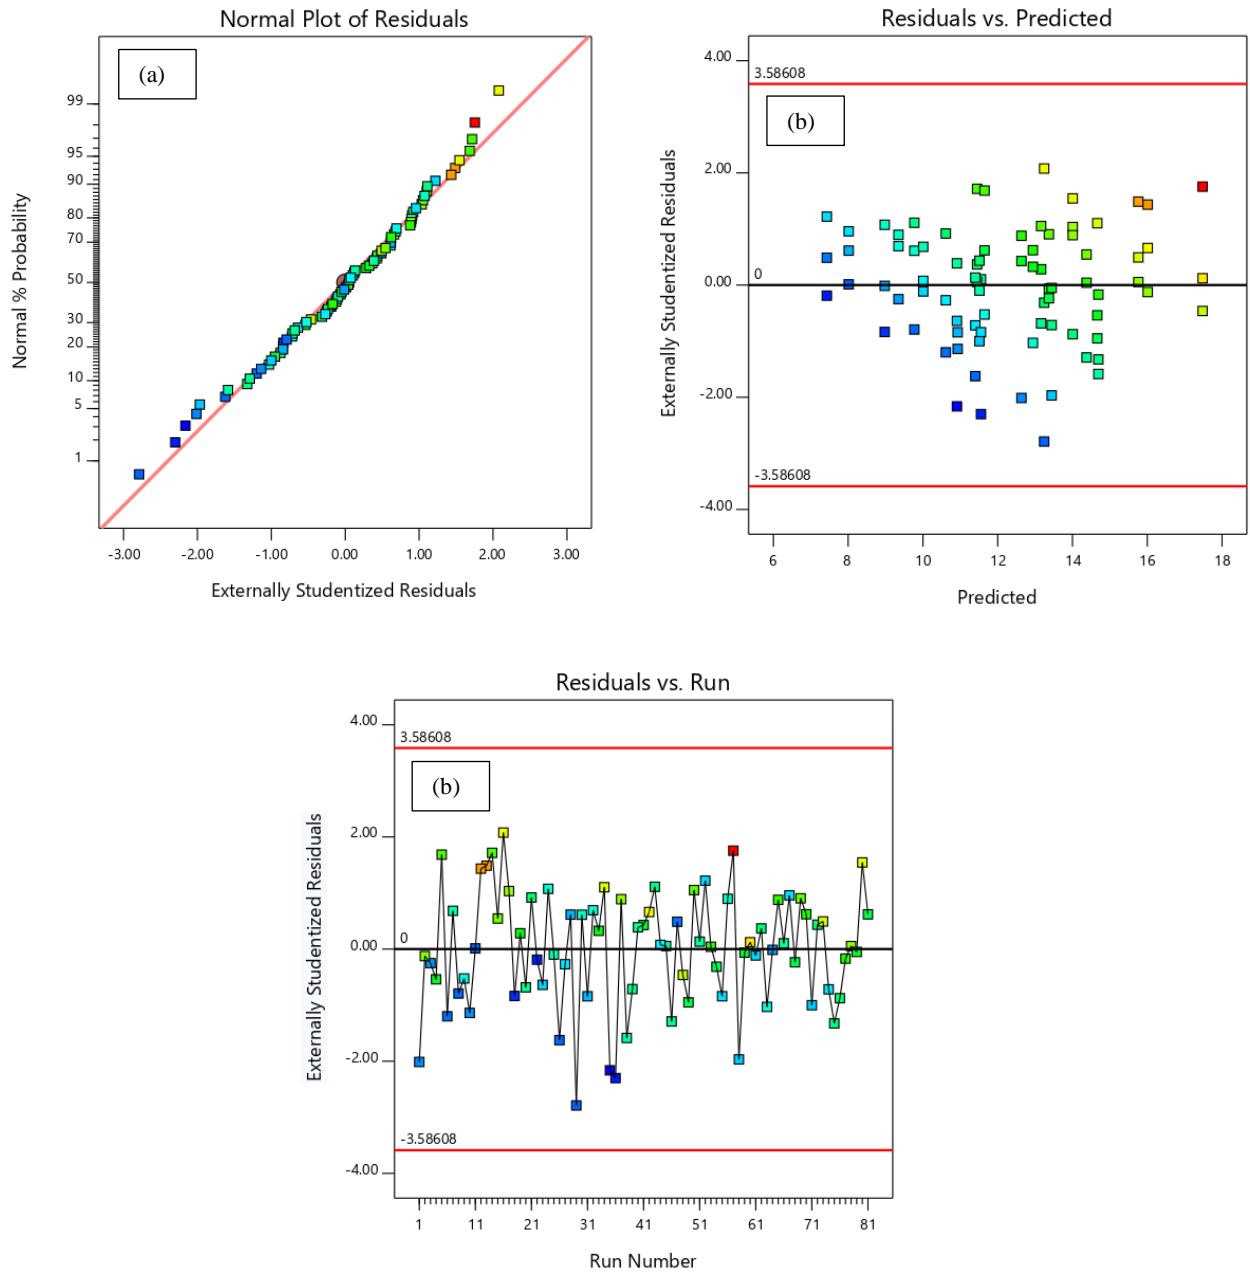 Normal Plot of Residuals
(a)
Normal % Probability
99
95
90
80
70
50
30
20
10
5
1
-3.00 -2.00 -1.00 0.00 1.00 2.00 3.00
Externally Studentized Residuals
Residuals vs. Predicted
(b)
Externally Studentized Residuals
4.00
3.58608
2.00
0
0.00
-2.00
-3.58608
-4.00
6 8 10 12 14 16 18
Predicted
Residuals vs. Run
(b)
Externally Studentized Residuals
4.00
3.58608
2.00
0
0.00
-2.00
-3.58608
-4.00
1 11 21 31 41 51 61 71 81
Run Number